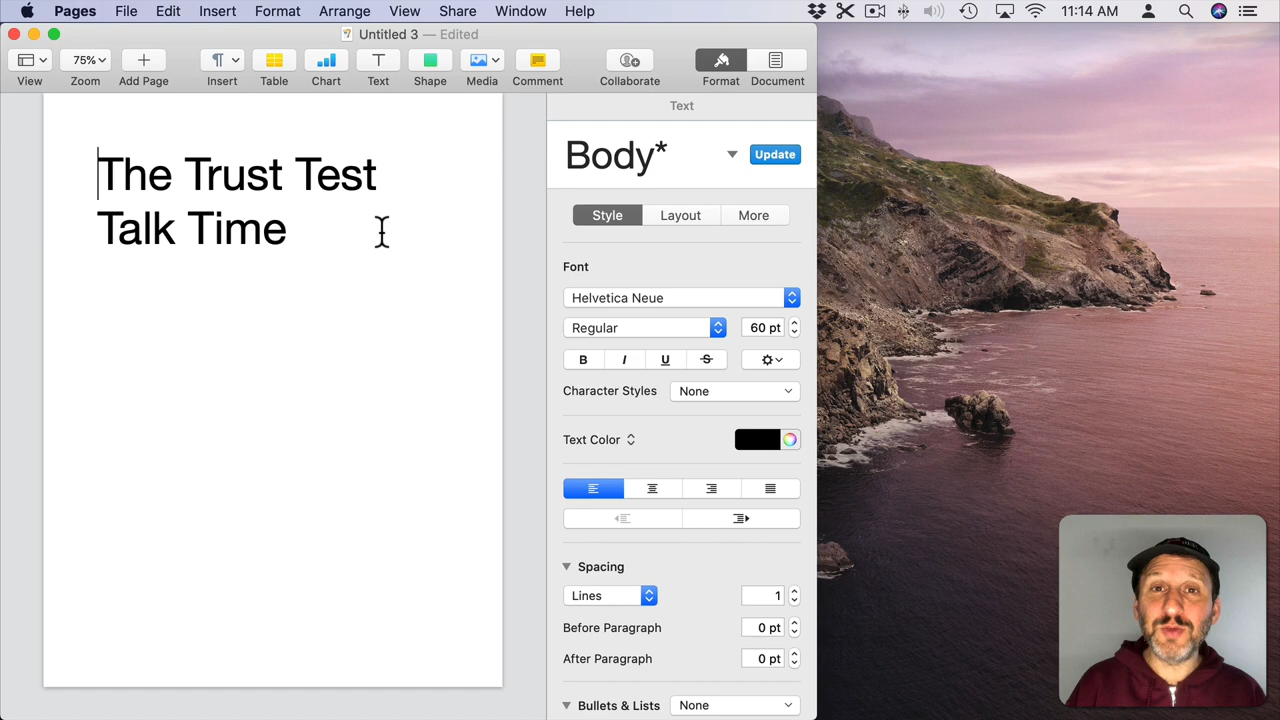 Pages File Edit Insert Format Arrange View Share Window Help 11:14 AM
Untitled 3 — Edited
75%
View Zoom Add Page Insert Table Chart Text Shape Media Comment Collaborate Format Document
Text
The Trust Test
Talk Time
Body* Update
Style Layout More
Font
Helvetica Neue
Regular 60 pt
B I U S
Character Styles None
Text Color
Spacing
Lines 1
Before Paragraph 0 pt
After Paragraph 0 pt
Bullets & Lists None